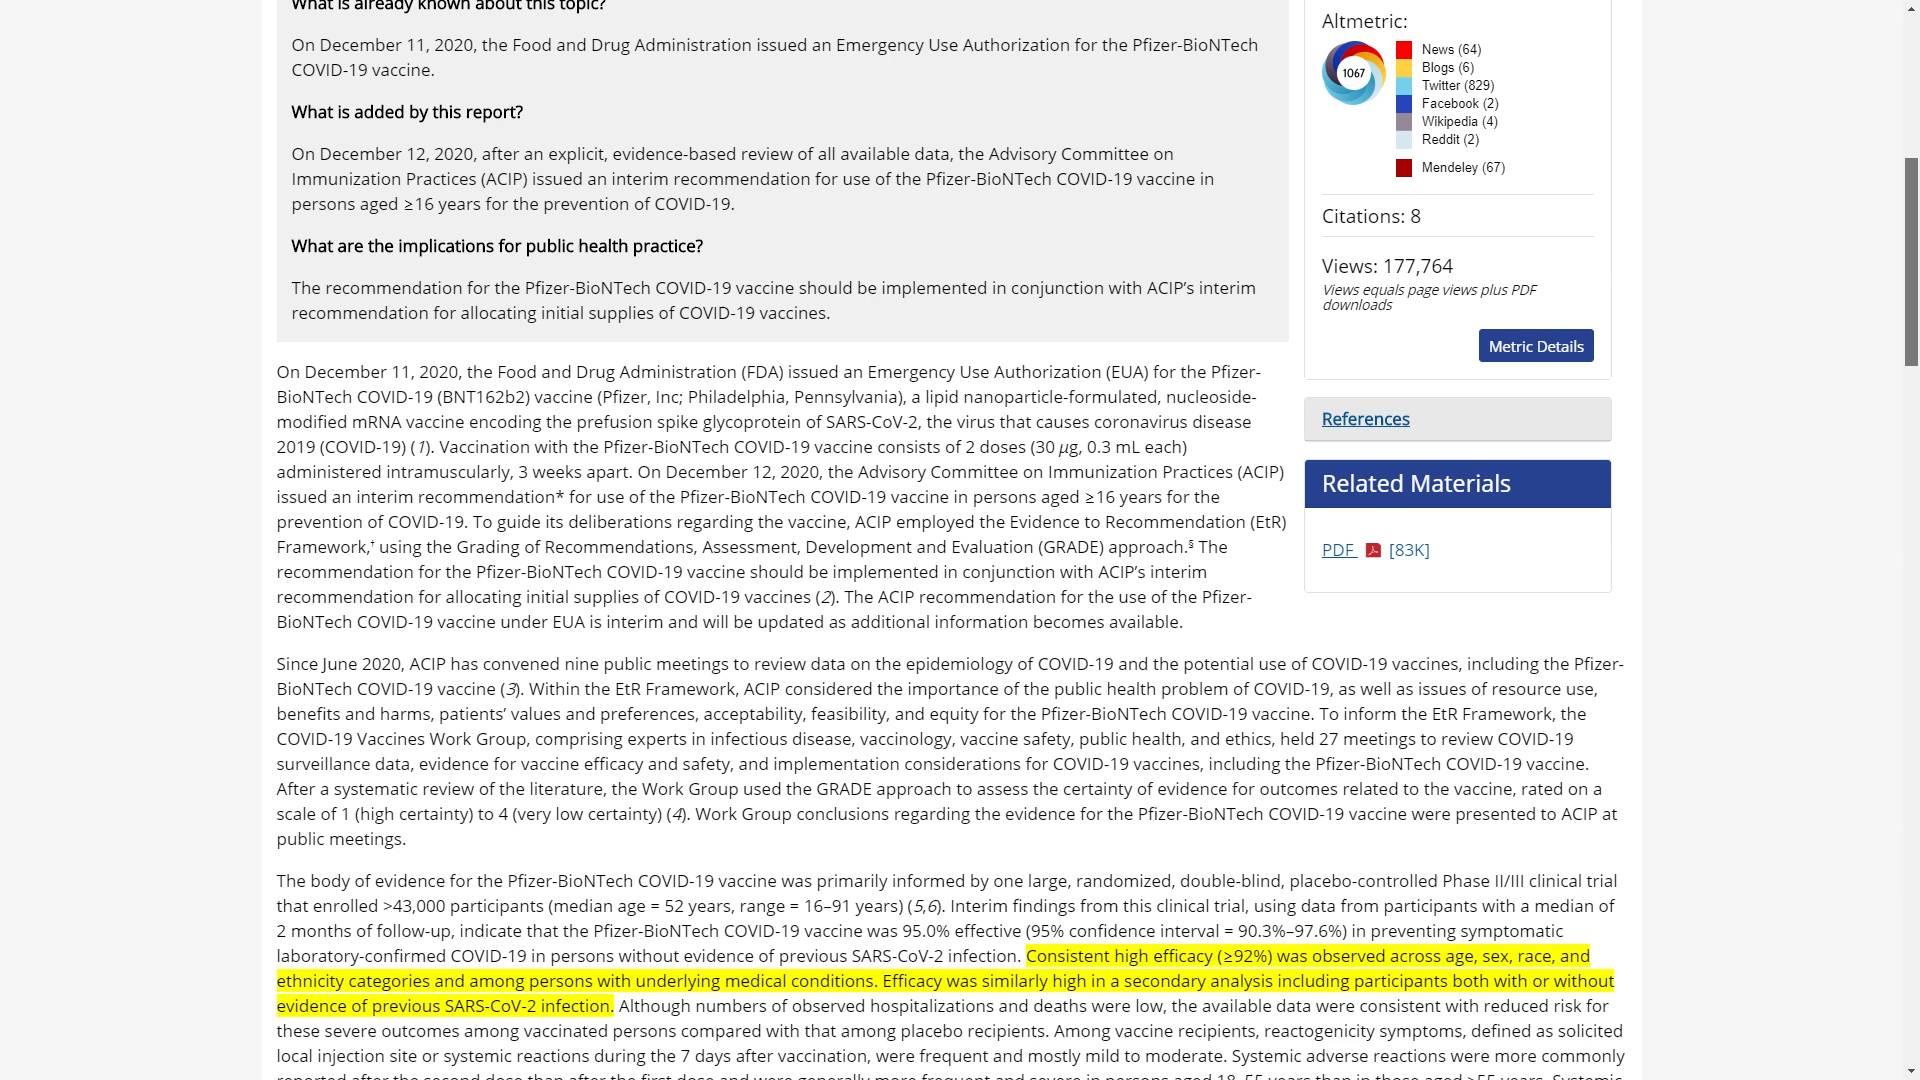 What is already known about this topic?
On December 11, 2020, the Food and Drug Administration issued an Emergency Use Authorization for the Pfizer-BioNTech
COVID-19 vaccine.
What is added by this report?
On December 12, 2020, after an explicit, evidence-based review of all available data, the Advisory Committee on
Immunization Practices (ACIP) issued an interim recommendation for use of the Pfizer-BioNTech COVID-19 vaccine in
persons aged ≥16 years for the prevention of COVID-19.
What are the implications for public health practice?
The recommendation for the Pfizer-BioNTech COVID-19 vaccine should be implemented in conjunction with ACIP’s interim
recommendation for allocating initial supplies of COVID-19 vaccines.
On December 11, 2020, the Food and Drug Administration (FDA) issued an Emergency Use Authorization (EUA) for the Pfizer-
BioNTech COVID-19 (BNT162b2) vaccine (Pfizer, Inc; Philadelphia, Pennsylvania), a lipid nanoparticle-formulated, nucleoside-
modified mRNA vaccine encoding the prefusion spike glycoprotein of SARS-CoV-2, the virus that causes coronavirus disease
2019 (COVID-19) (1). Vaccination with the Pfizer-BioNTech COVID-19 vaccine consists of 2 doses (30 μg, 0.3 mL each)
administered intramuscularly, 3 weeks apart. On December 12, 2020, the Advisory Committee on Immunization Practices (ACIP)
issued an interim recommendation* for use of the Pfizer-BioNTech COVID-19 vaccine in persons aged ≥16 years for the
prevention of COVID-19. To guide its deliberations regarding the vaccine, ACIP employed the Evidence to Recommendation (EtR)
Framework,† using the Grading of Recommendations, Assessment, Development and Evaluation (GRADE) approach.§ The
recommendation for the Pfizer-BioNTech COVID-19 vaccine should be implemented in conjunction with ACIP’s interim
recommendation for allocating initial supplies of COVID-19 vaccines (2). The ACIP recommendation for the use of the Pfizer-
BioNTech COVID-19 vaccine under EUA is interim and will be updated as additional information becomes available.
Since June 2020, ACIP has convened nine public meetings to review data on the epidemiology of COVID-19 and the potential use of COVID-19 vaccines, including the Pfizer-
BioNTech COVID-19 vaccine (3). Within the EtR Framework, ACIP considered the importance of the public health problem of COVID-19, as well as issues of resource use,
benefits and harms, patients’ values and preferences, acceptability, feasibility, and equity for the Pfizer-BioNTech COVID-19 vaccine. To inform the EtR Framework, the
COVID-19 Vaccines Work Group, comprising experts in infectious disease, vaccinology, vaccine safety, public health, and ethics, held 27 meetings to review COVID-19
surveillance data, evidence for vaccine efficacy and safety, and implementation considerations for COVID-19 vaccines, including the Pfizer-BioNTech COVID-19 vaccine.
After a systematic review of the literature, the Work Group used the GRADE approach to assess the certainty of evidence for outcomes related to the vaccine, rated on a
scale of 1 (high certainty) to 4 (very low certainty) (4). Work Group conclusions regarding the evidence for the Pfizer-BioNTech COVID-19 vaccine were presented to ACIP at
public meetings.
The body of evidence for the Pfizer-BioNTech COVID-19 vaccine was primarily informed by one large, randomized, double-blind, placebo-controlled Phase II/III clinical trial
that enrolled >43,000 participants (median age = 52 years, range = 16–91 years) (5,6). Interim findings from this clinical trial, using data from participants with a median of
2 months of follow-up, indicate that the Pfizer-BioNTech COVID-19 vaccine was 95.0% effective (95% confidence interval = 90.3%–97.6%) in preventing symptomatic
laboratory-confirmed COVID-19 in persons without evidence of previous SARS-CoV-2 infection. Consistent high efficacy (≥92%) was observed across age, sex, race, and
ethnicity categories and among persons with underlying medical conditions. Efficacy was similarly high in a secondary analysis including participants both with or without
evidence of previous SARS-CoV-2 infection. Although numbers of observed hospitalizations and deaths were low, the available data were consistent with reduced risk for
these severe outcomes among vaccinated persons compared with that among placebo recipients. Among vaccine recipients, reactogenicity symptoms, defined as solicited
local injection site or systemic reactions during the 7 days after vaccination, were frequent and mostly mild to moderate. Systemic adverse reactions were more commonly
reported after the second dose than after the first dose and were generally more frequent and severe in persons aged 18–55 years than in those aged >55 years. Systemic
Altmetric:
1067
News (64)
Blogs (6)
Twitter (829)
Facebook (2)
Wikipedia (4)
Reddit (2)
Mendeley (67)
Citations: 8
Views: 177,764
Views equals page views plus PDF
downloads
Metric Details
References
Related Materials
PDF [83K]